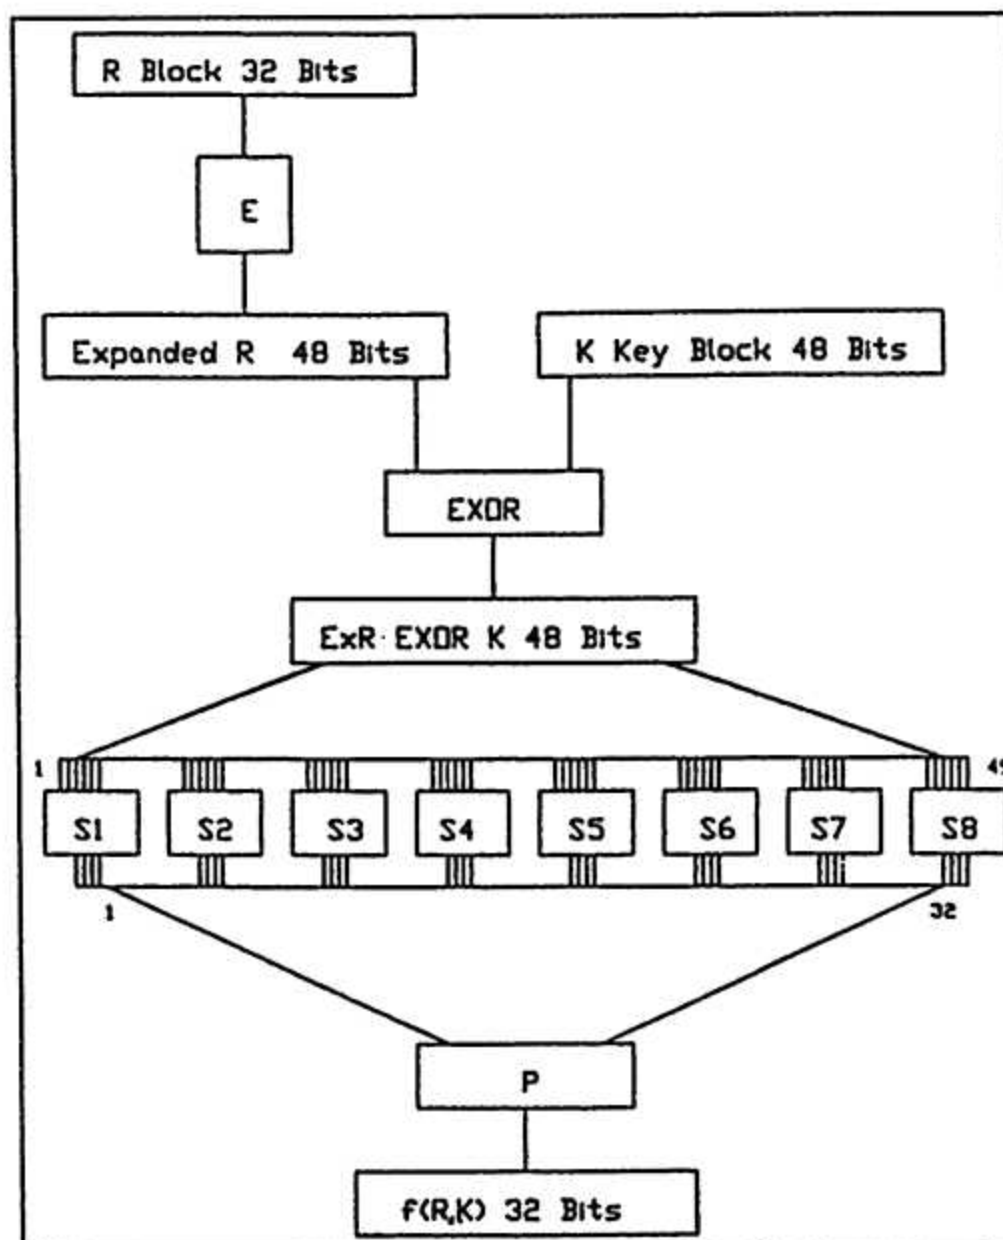 R Block 32 Bits
E
Expanded R 48 Bits
K Key Block 48 Bits
EXOR
ExR EXOR K 48 Bits
1
S1 S2 S3 S4 S5 S6 S7 S8
1
32
P
f(R,K) 32 Bits